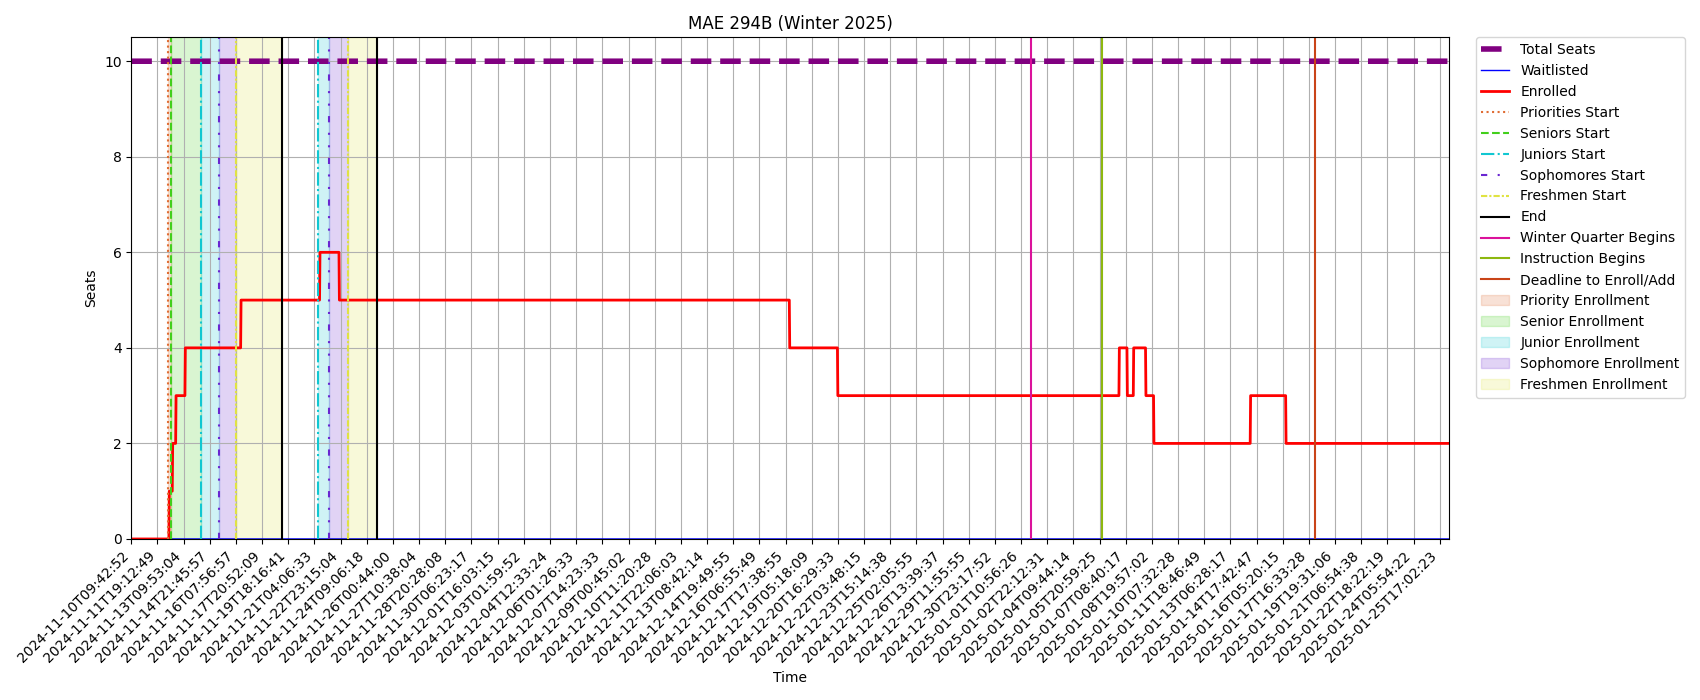 MAE 294B (Winter 2025)
Seats
10
8
6
4
2
0
2024-11-10T09:42:52
2024-11-11T19:12:49
2024-11-13T09:53:04
2024-11-14T21:45:57
2024-11-16T07:56:57
2024-11-17T20:52:09
2024-11-19T18:16:41
2024-11-21T04:06:33
2024-11-22T23:15:04
2024-11-24T09:06:18
2024-11-26T00:44:00
2024-11-27T10:38:04
2024-11-28T20:28:08
2024-11-30T06:23:17
2024-12-01T16:03:15
2024-12-03T01:59:52
2024-12-04T12:33:24
2024-12-06T01:26:33
2024-12-07T14:23:33
2024-12-09T00:45:02
2024-12-10T11:20:28
2024-12-11T22:06:03
2024-12-13T08:42:14
2024-12-14T19:49:55
2024-12-16T06:55:49
2024-12-17T17:38:55
2024-12-19T05:18:09
2024-12-20T16:29:33
2024-12-22T03:48:15
2024-12-23T15:14:38
2024-12-25T02:05:55
2024-12-26T13:39:37
2024-12-29T11:55:55
2024-12-30T23:17:52
2025-01-01T10:56:26
2025-01-02T22:12:31
2025-01-04T09:44:14
2025-01-05T20:59:25
2025-01-07T08:40:17
2025-01-08T19:57:02
2025-01-10T07:32:28
2025-01-11T18:46:49
2025-01-13T06:28:17
2025-01-14T17:42:47
2025-01-16T05:20:15
2025-01-17T16:33:28
2025-01-19T19:31:06
2025-01-21T06:54:38
2025-01-22T18:22:19
2025-01-24T05:54:22
2025-01-25T17:02:23
Time
Total Seats
Waitlisted
Enrolled
Priorities Start
Seniors Start
Juniors Start
Sophomores Start
Freshmen Start
End
Winter Quarter Begins
Instruction Begins
Deadline to Enroll/Add
Priority Enrollment
Senior Enrollment
Junior Enrollment
Sophomore Enrollment
Freshmen Enrollment